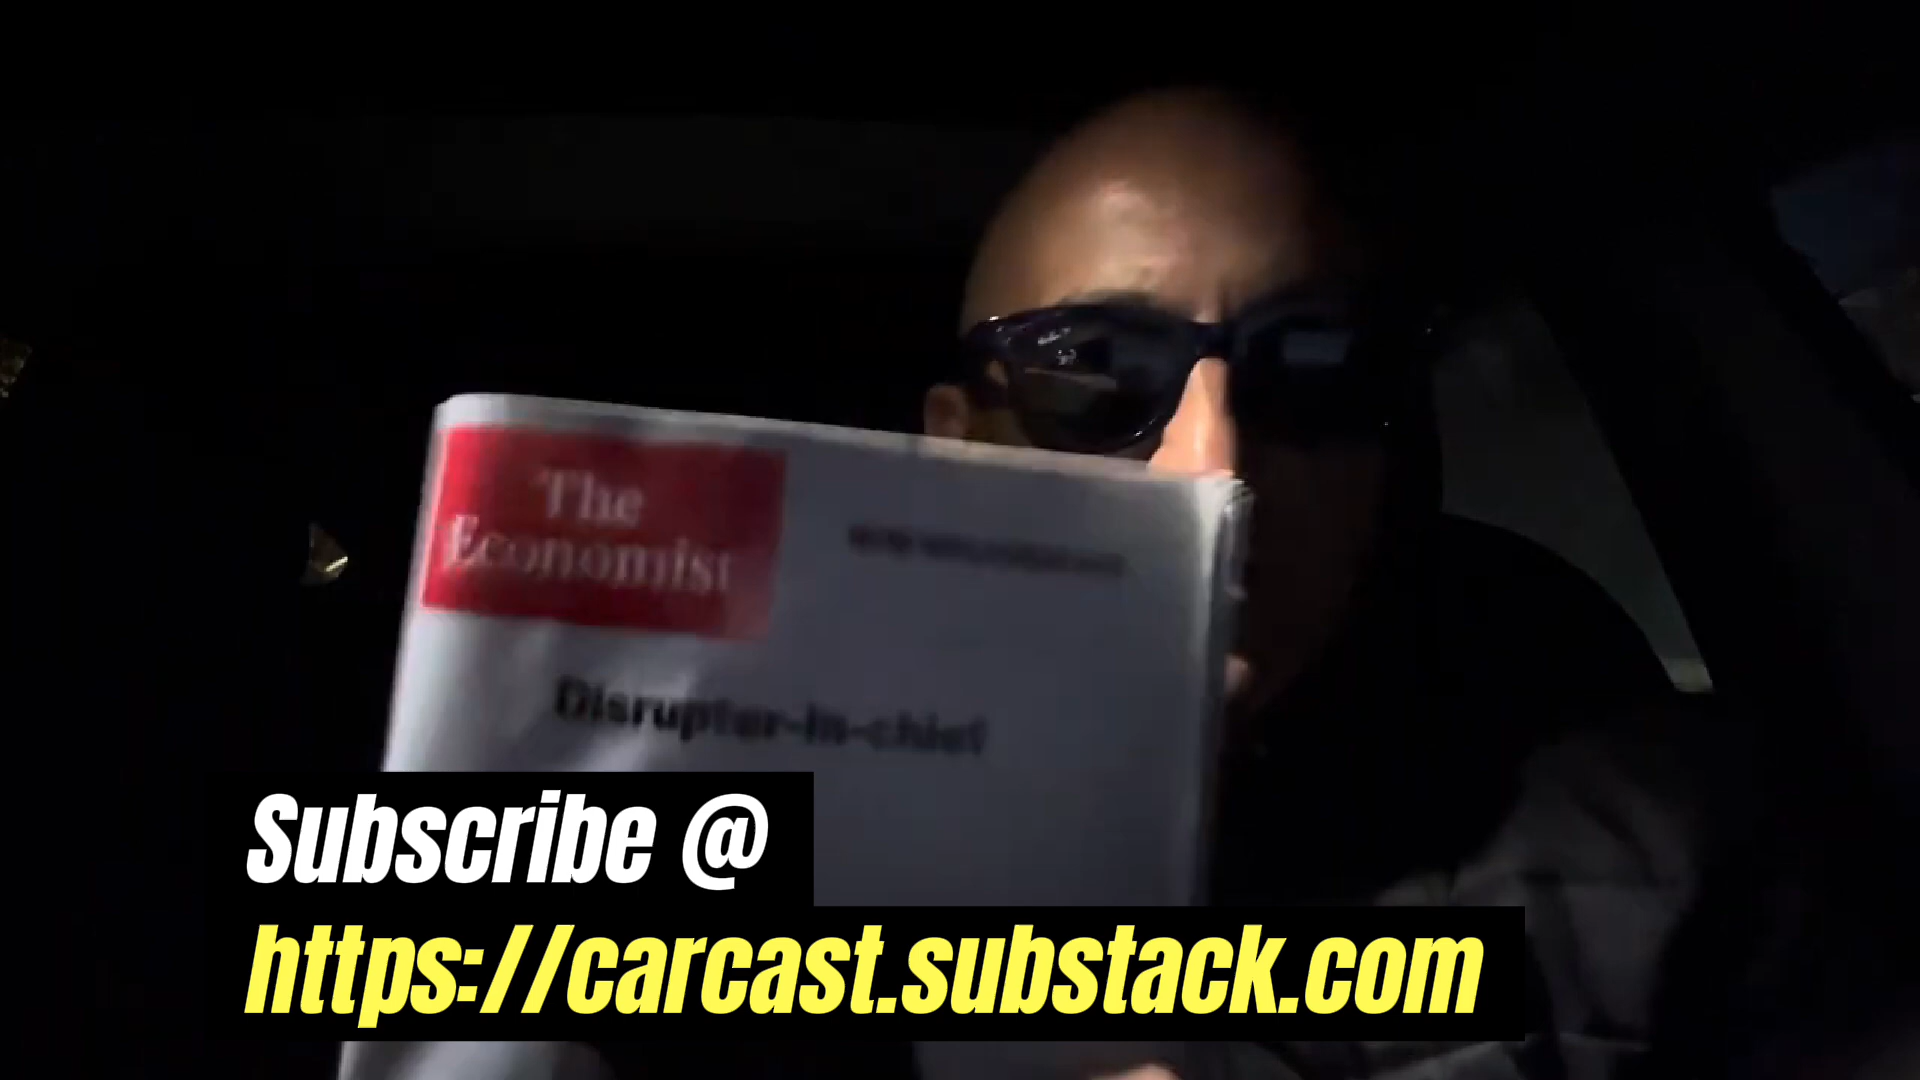 The
Economist
Disrupter-in-chief
Subscribe @
https://carcast.substack.com